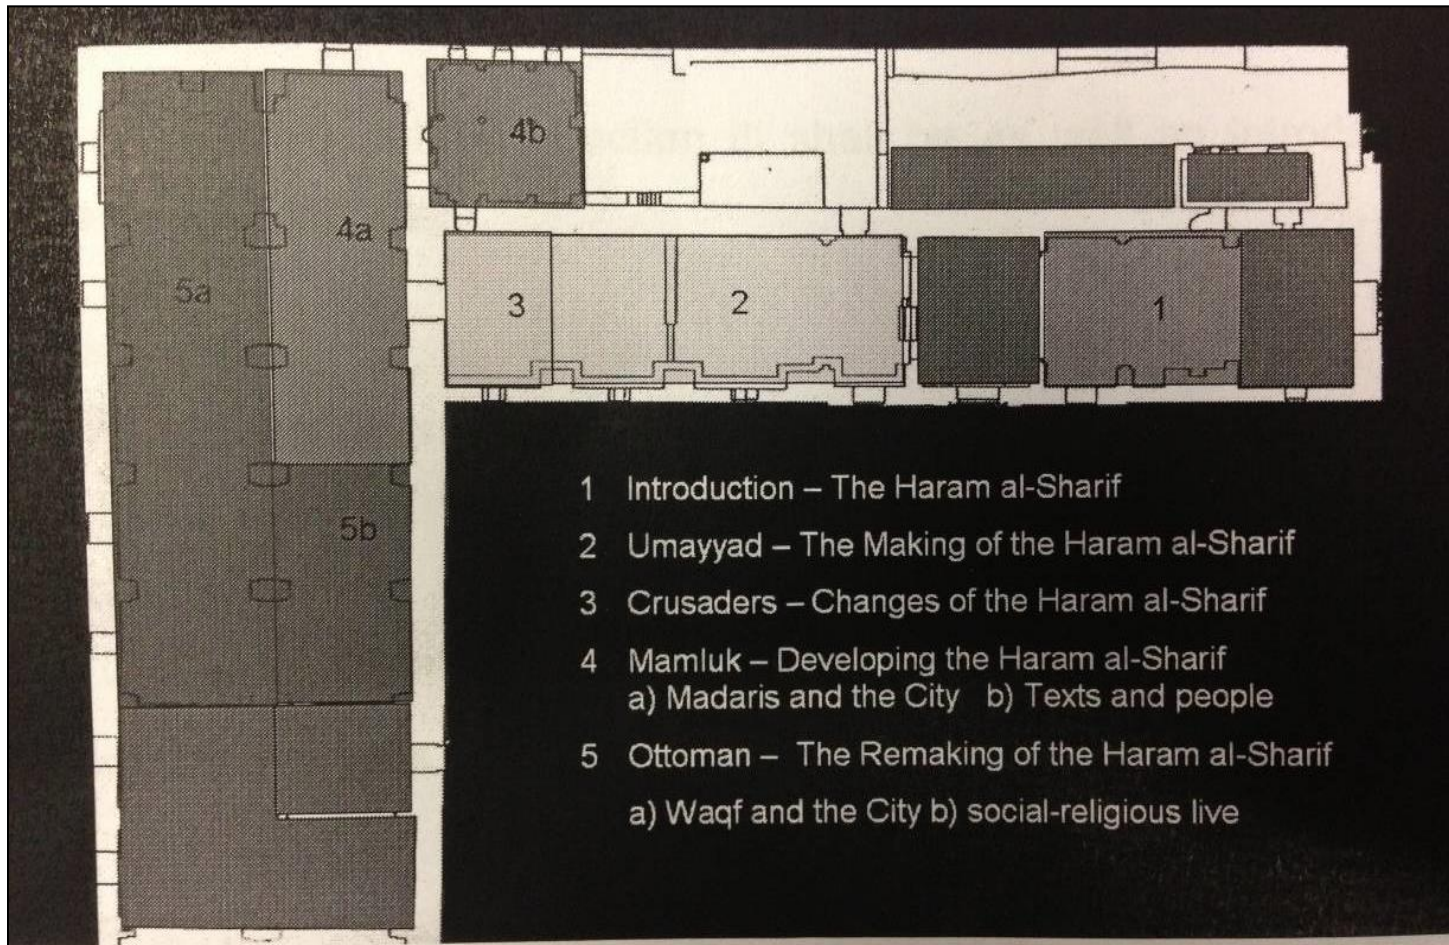 4b
4a
5a
3
2
1
5b
1 Introduction – The Haram al-Sharif
2 Umayyad – The Making of the Haram al-Sharif
3 Crusaders – Changes of the Haram al-Sharif
4 Mamluk – Developing the Haram al-Sharif
a) Madaris and the City b) Texts and people
5 Ottoman – The Remaking of the Haram al-Sharif
a) Waqf and the City b) social-religious live